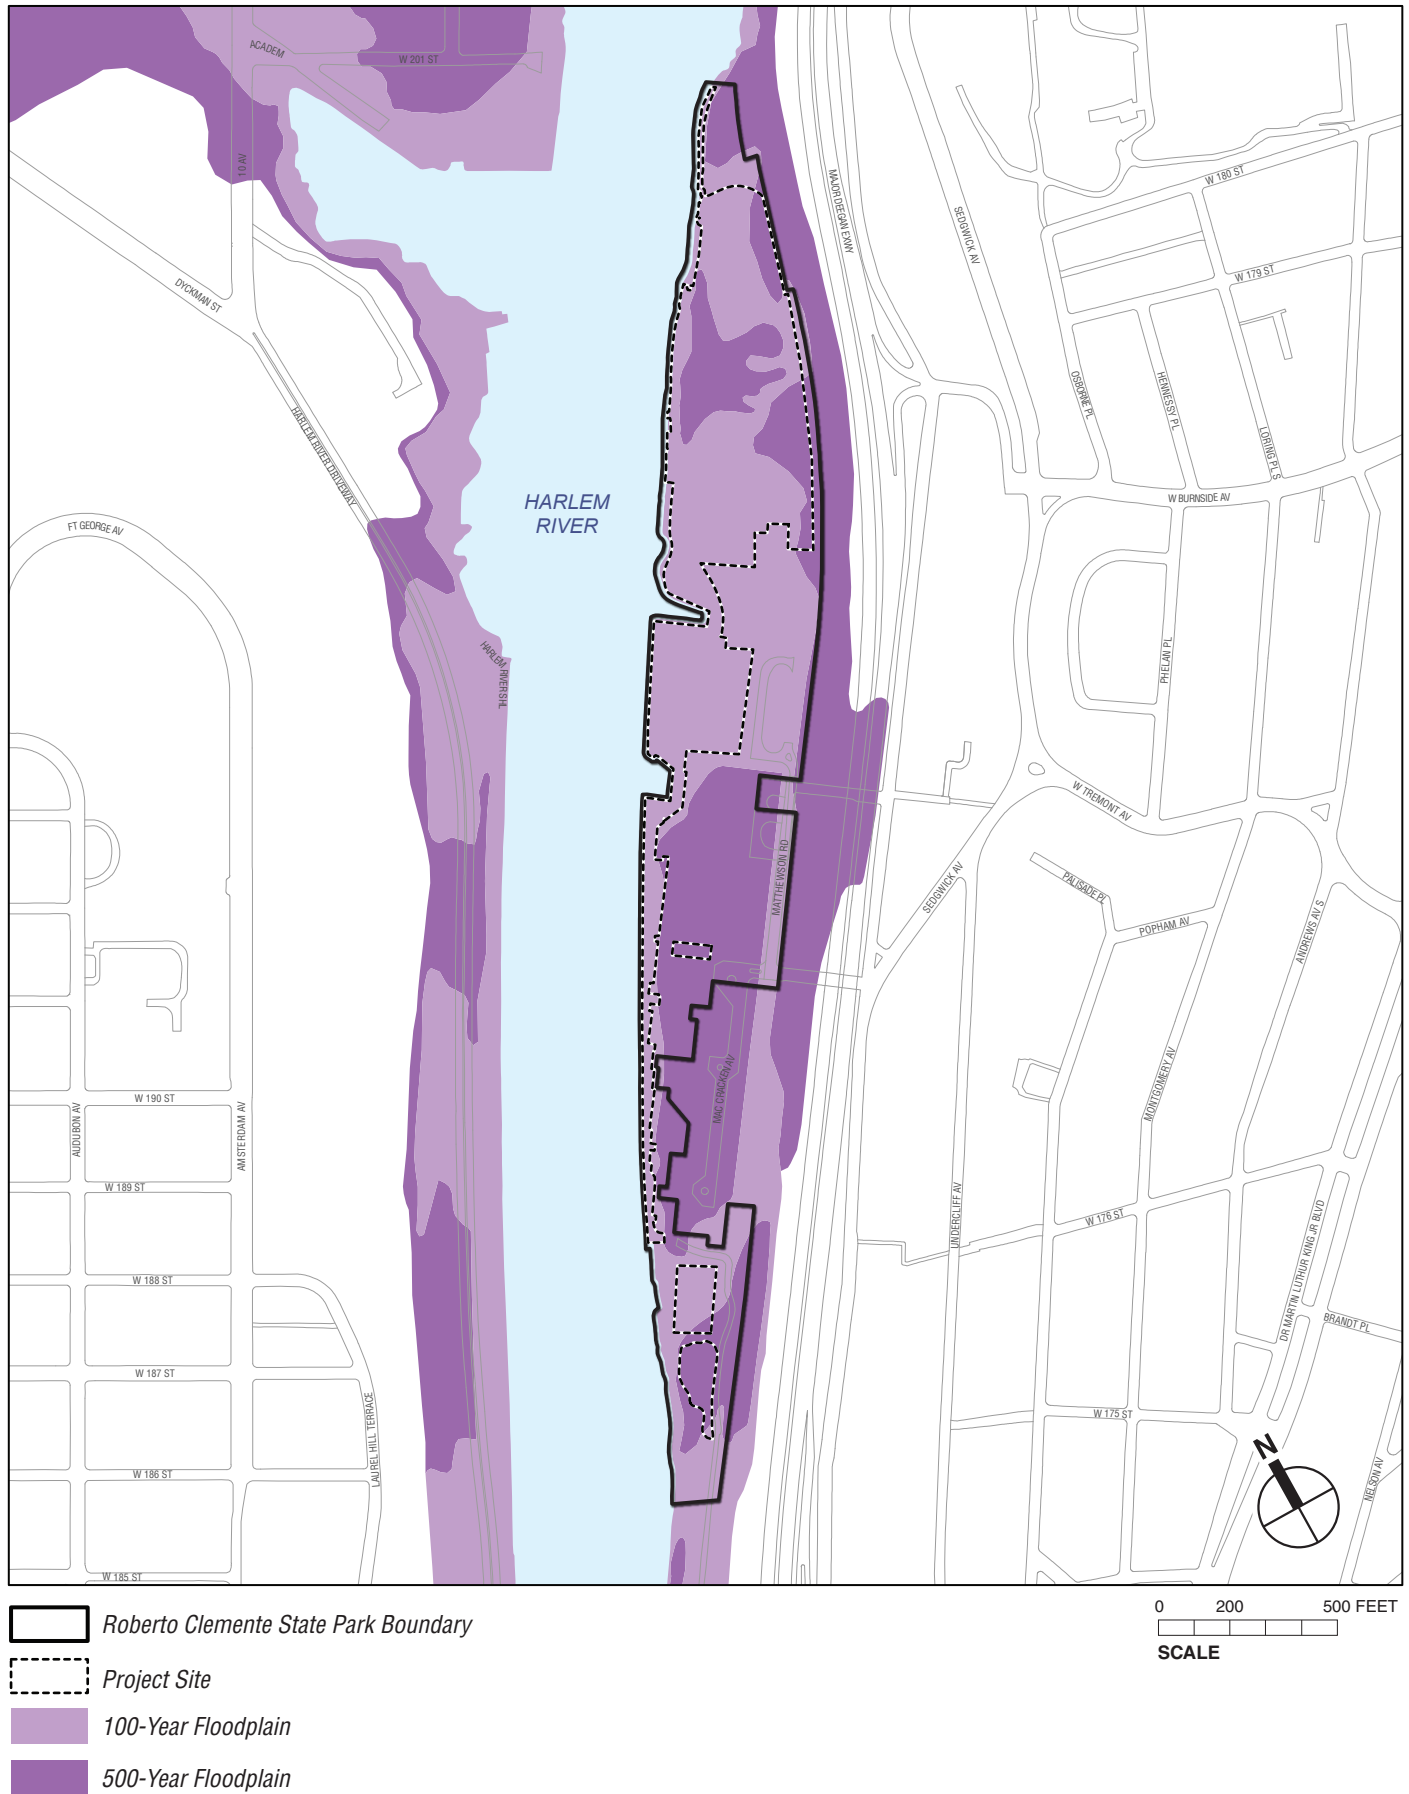 ACADEM
W 201 ST
10 AV
DYCKMAN ST
MAJOR DEEGAN EXWY
SEDGWICK AV
W 180 ST
W 179 ST
OSBORNE PL
HENNESSY PL
LORING PL S
HARLEM RIVER DRIVEWAY
HARLEM
RIVER
W BURNSIDE AV
FT GEORGE AV
HARLEM RIVER SHL
PHELAN PL
W TREMONT AV
MATTHEWSON RD
SEDGWICK AV
PALISADE PL
POPHAM AV
ANDREWS AV S
MAC CRACKEN AV
MONTGOMERY AV
W 190 ST
AUDUBON AV
AMSTERDAM AV
W 189 ST
UNDERCLIFF AV
W 176 ST
DR MARTIN LUTHUR KING JR BLVD
W 188 ST
BRANDT PL
W 187 ST
LAUREL HILL TERRACE
W 175 ST
N
W 186 ST
NELSON AV
W 185 ST
0 200 500 FEET
SCALE
Roberto Clemente State Park Boundary
Project Site
100-Year Floodplain
500-Year Floodplain